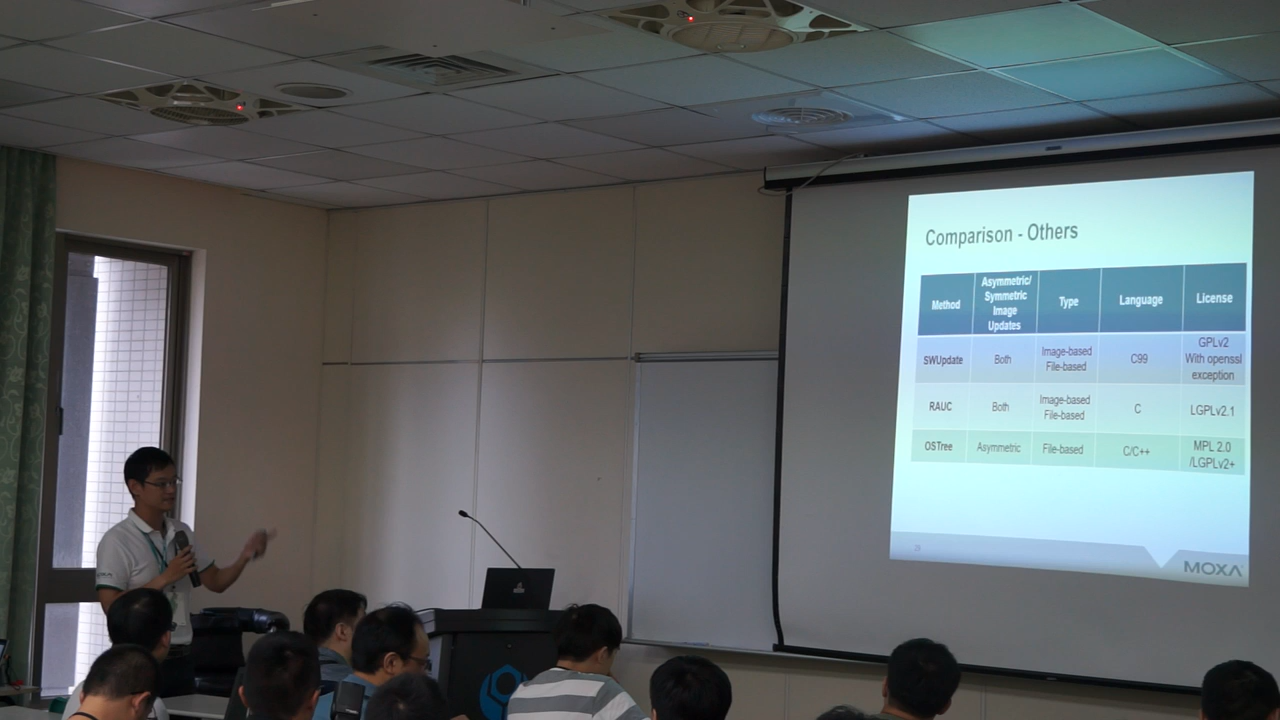 Comparison - Others
Method
Asymmetric/
Symmetric
Image
Updates
Type
Language
License
SWUpdate
Both
Image-based
File-based
C99
GPLv2
With openssl
exception
RAUC
Both
Image-based
File-based
C
LGPLv2.1
OSTree
Asymmetric
File-based
C/C++
MPL 2.0
/LGPLv2+
MOXA